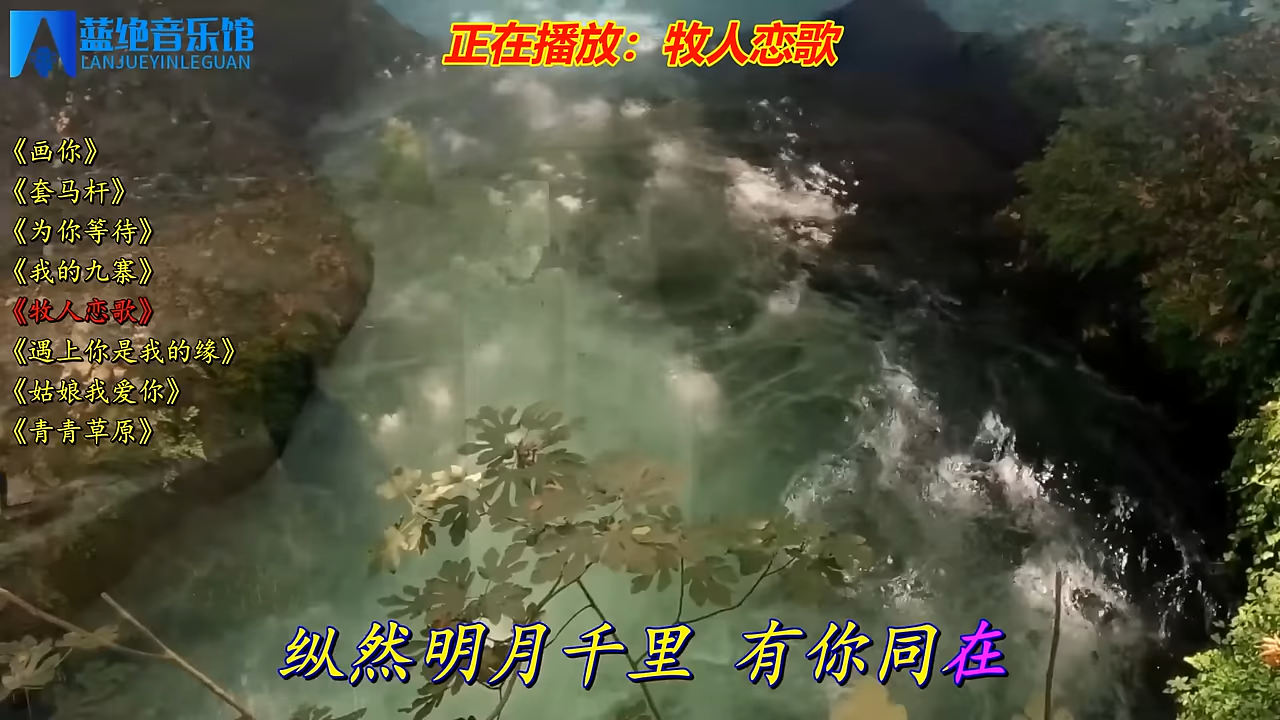 蓝绝音乐馆
LANJUEYINLEGUAN
正在播放：牧人恋歌
《画你》
《套马杆》
《为你等待》
《我的九寨》
《牧人恋歌》
《遇上你是我的缘》
《姑娘我爱你》
《青青草原》
纵然明月千里 有你同在